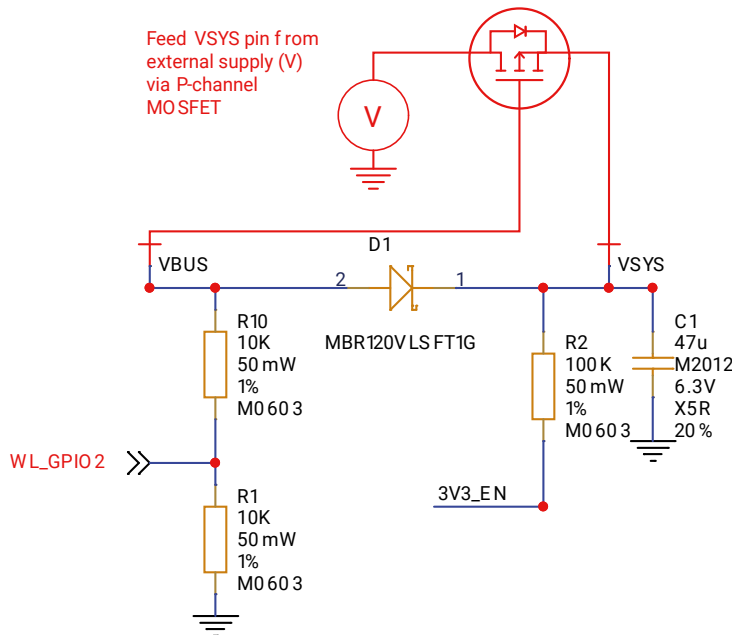 Feed VSYS pin from
external supply (V)
via P-channel
MOSFET
V
VBUS
D1
VSYS
2
1
MBR120VLSFT1G
R10
10K
50mW
1%
M0603
R2
100K
50mW
1%
M0603
C1
47u
M2012
6.3V
X5R
20%
WL_GPIO2
R1
10K
50mW
1%
M0603
3V3_EN